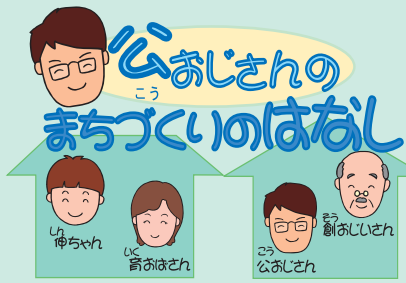 公おじさんの
こう
まちづくりのはなし
しん
伸ちゃん
いく
育おばさん
こう
公おじさん
そう
創おじいさん